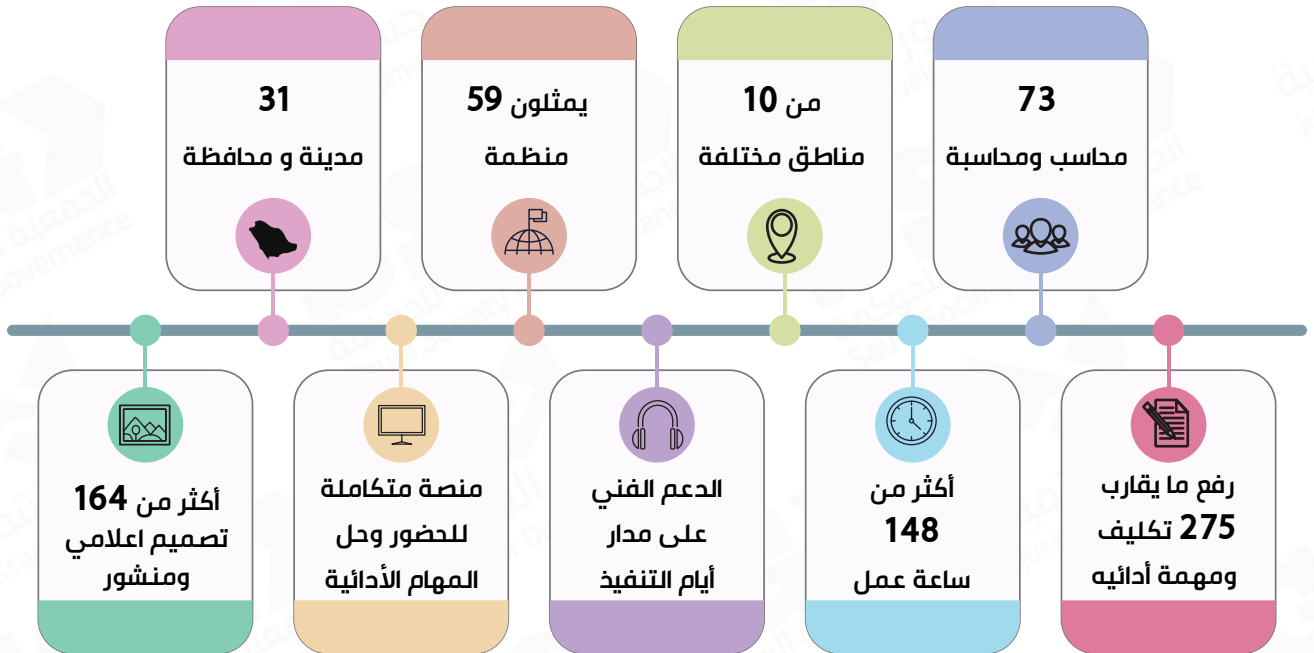 73
محاسب ومحاسبة
من 10
مناطق مختلفة
يمثلون 59
منظمة
31
مدينة و محافظة
رفع ما يقارب
275 تكليف
ومهمة أدائيه
أكثر من
148
ساعة عمل
الدعم الفني
على مدار
أيام التنفيذ
منصة متكاملة
للحضور وحل
المهام الأدائية
أكثر من 164
تصميم اعلامي
ومنشور